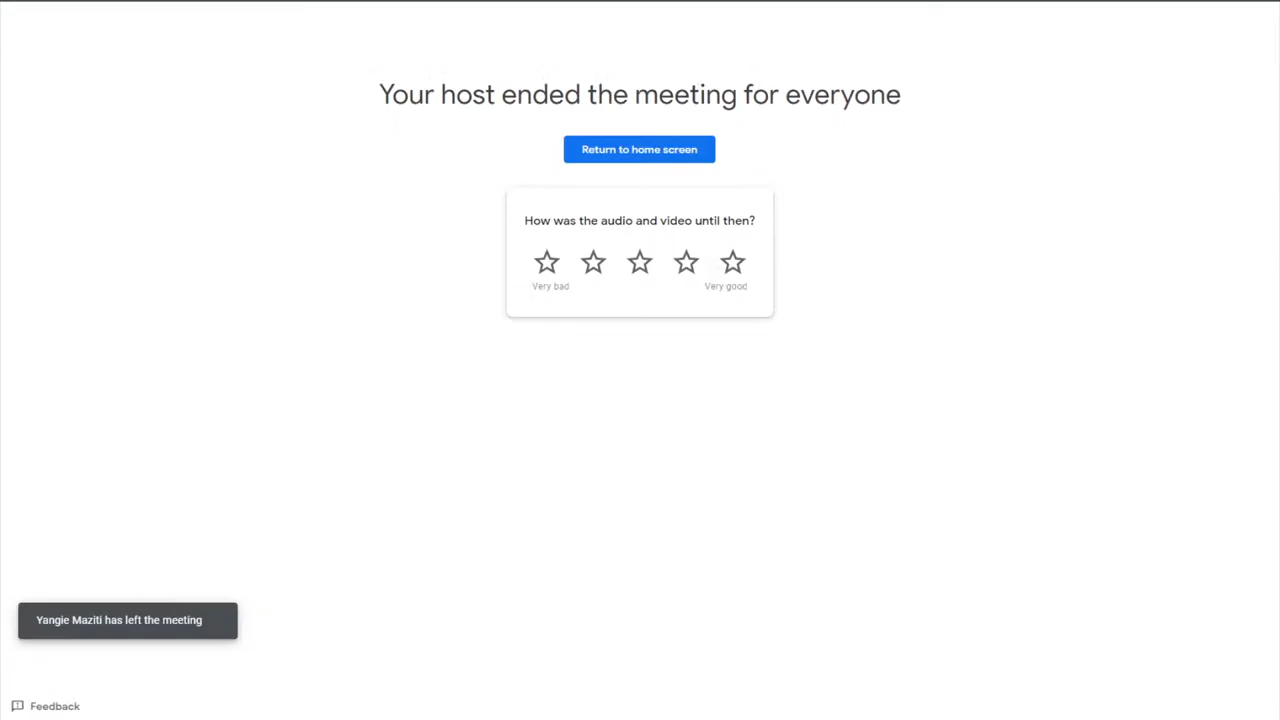 Your host ended the meeting for everyone
Return to home screen
How was the audio and video until then?
Very bad
Very good
Yangie Maziti has left the meeting
Feedback